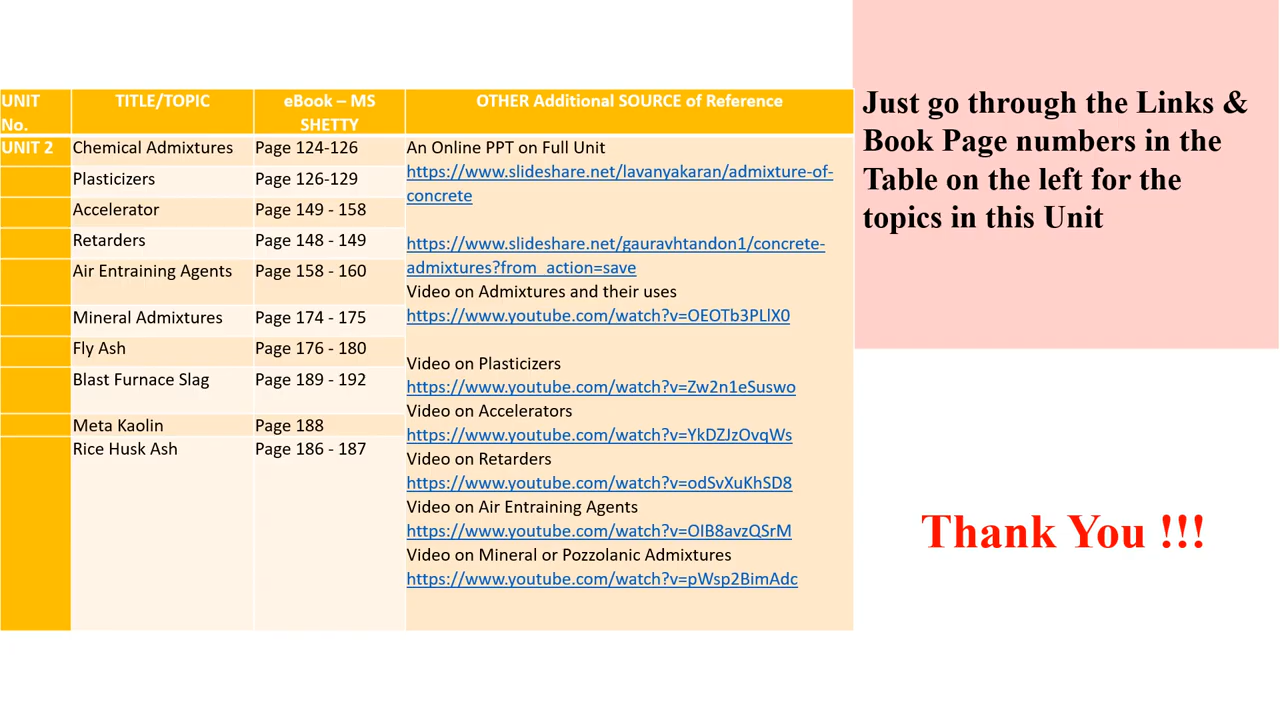 UNIT No. TITLE/TOPIC eBook – MS SHETTY OTHER Additional SOURCE of Reference
UNIT 2 Chemical Admixtures Page 124-126
Plasticizers Page 126-129
Accelerator Page 149 - 158
Retarders Page 148 - 149
Air Entraining Agents Page 158 - 160
Mineral Admixtures Page 174 - 175
Fly Ash Page 176 - 180
Blast Furnace Slag Page 189 - 192
Meta Kaolin Page 188
Rice Husk Ash Page 186 - 187
An Online PPT on Full Unit
https://www.slideshare.net/lavanyakaran/admixture-of-
concrete
https://www.slideshare.net/gauravhtandon1/concrete-
admixtures?from_action=save
Video on Admixtures and their uses
https://www.youtube.com/watch?v=OEOTb3PLlX0
Video on Plasticizers
https://www.youtube.com/watch?v=Zw2n1eSuswo
Video on Accelerators
https://www.youtube.com/watch?v=YkDZJzOvqWs
Video on Retarders
https://www.youtube.com/watch?v=odSvXuKhSD8
Video on Air Entraining Agents
https://www.youtube.com/watch?v=OIB8avzQSrM
Video on Mineral or Pozzolanic Admixtures
https://www.youtube.com/watch?v=pWsp2BimAdc
Just go through the Links &
Book Page numbers in the
Table on the left for the
topics in this Unit
Thank You !!!